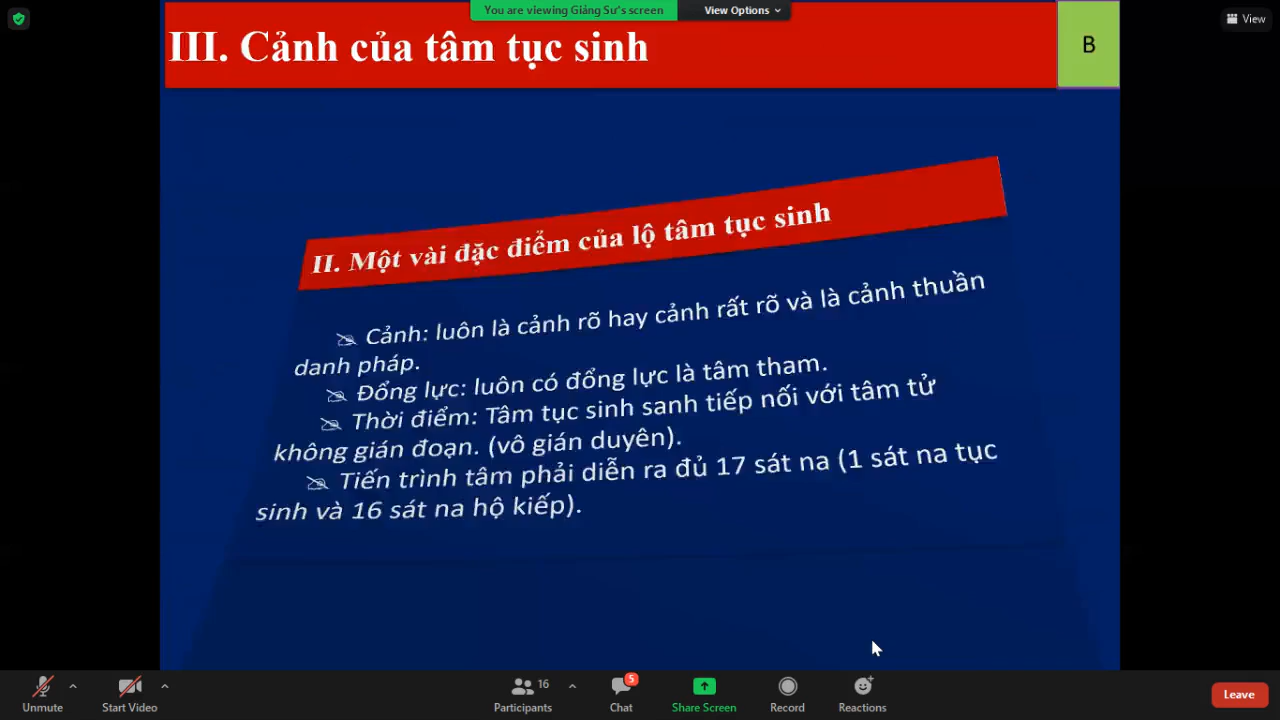 You are viewing Giảng Sư's screen
View Options
View
III. Cảnh của tâm tục sinh
B
II. Một vài đặc điểm của lộ tâm tục sinh
Cảnh: luôn là cảnh rõ hay cảnh rất rõ và là cảnh thuần
danh pháp.
Đổng lực: luôn có đổng lực là tâm tham.
Thời điểm: Tâm tục sinh sanh tiếp nối với tâm tử
không gián đoạn. (vô gián duyên).
Tiến trình tâm phải diễn ra đủ 17 sát na (1 sát na tục
sinh và 16 sát na hộ kiếp).
Unmute
Start Video
16
Participants
5
Chat
Share Screen
Record
Reactions
Leave